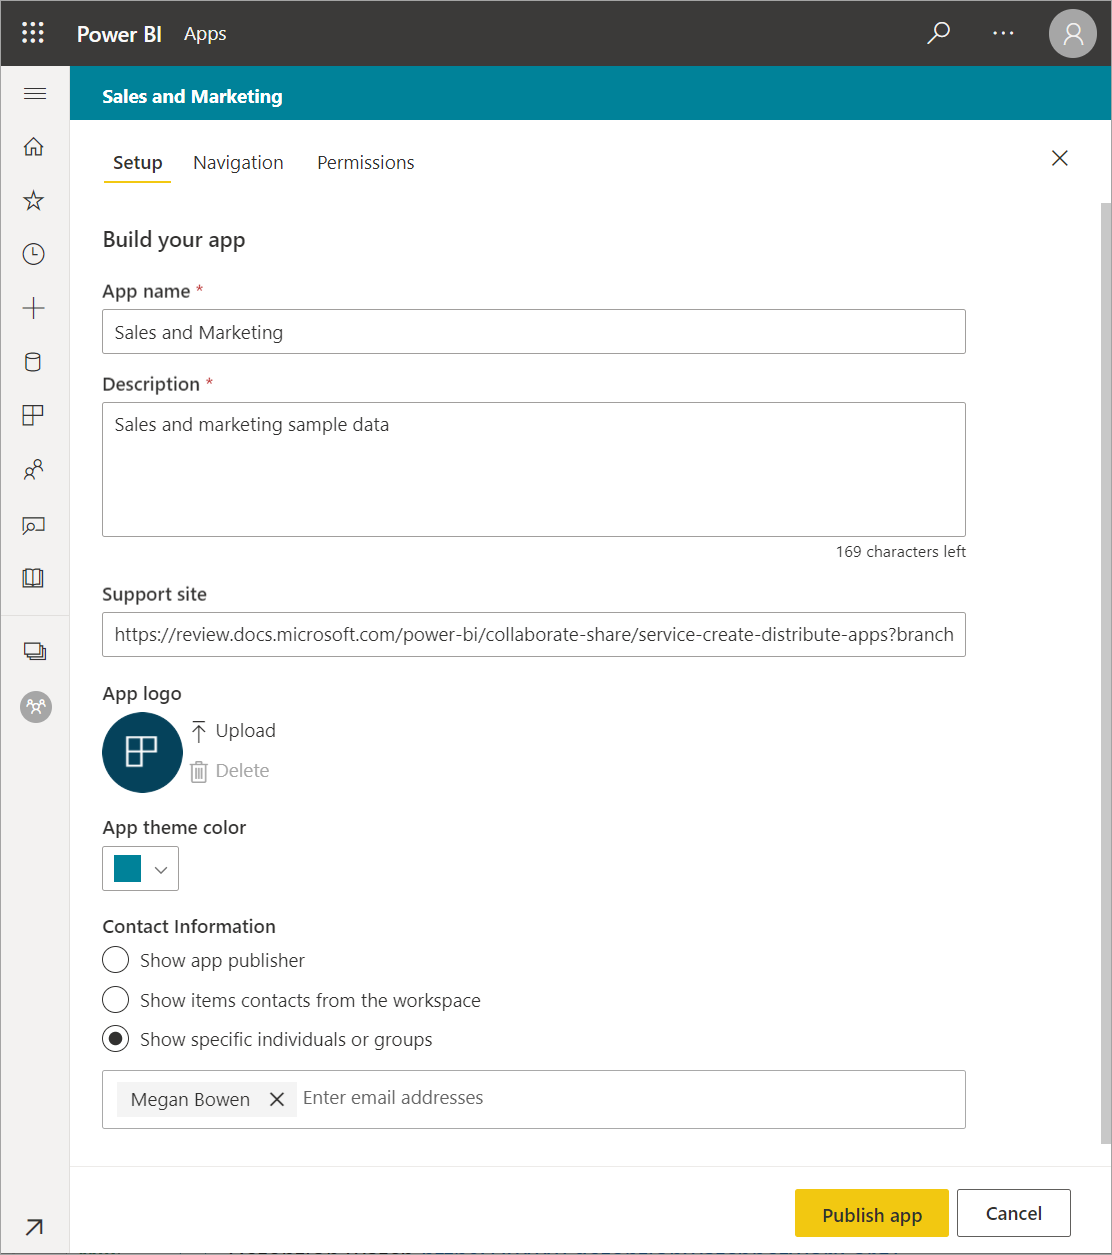 Power BI Apps
Sales and Marketing
Setup Navigation Permissions
Build your app
App name *
Sales and Marketing
Description *
Sales and marketing sample data
169 characters left
Support site
https://review.docs.microsoft.com/power-bi/collaborate-share/service-create-distribute-apps?branch
App logo
Upload
Delete
App theme color
Contact Information
Show app publisher
Show items contacts from the workspace
Show specific individuals or groups
Megan Bowen Enter email addresses
Publish app Cancel